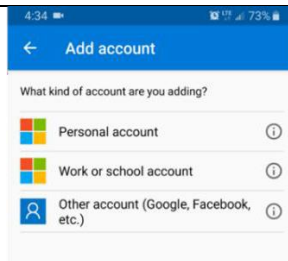 4:34 73%
Add account
What kind of account are you adding?
Personal account
Work or school account
Other account (Google, Facebook,
etc.)